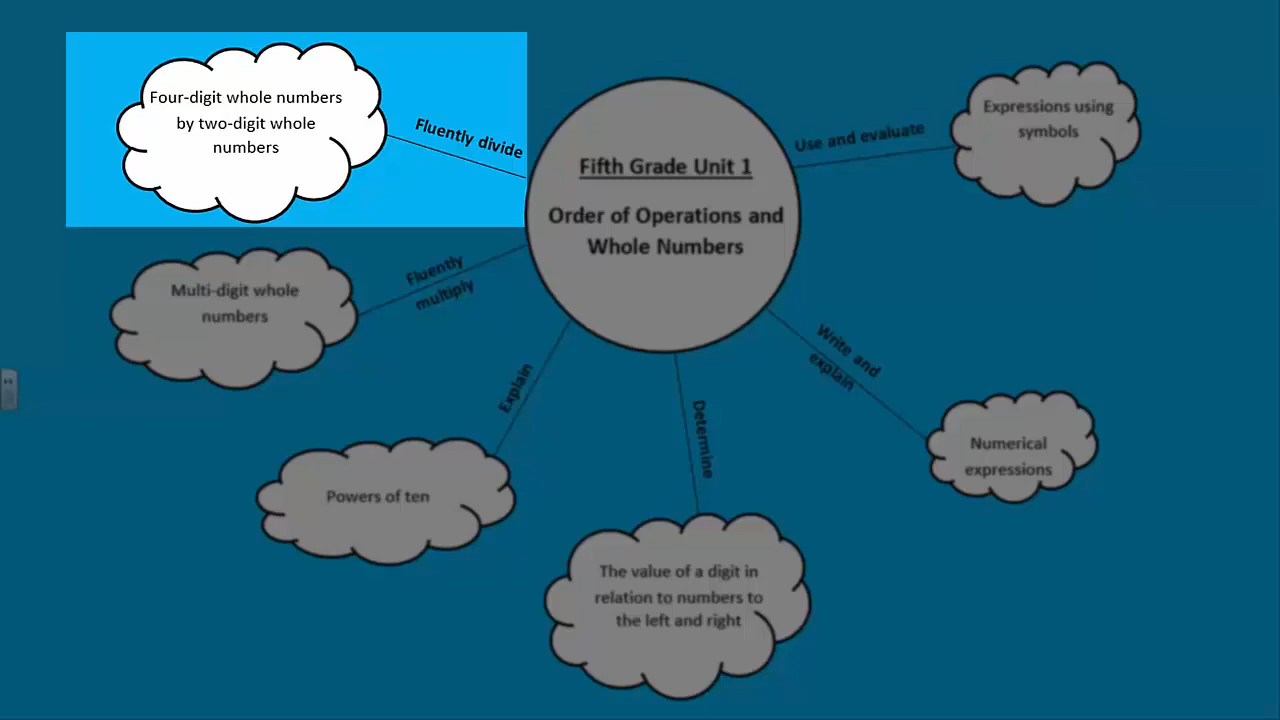 Four-digit whole numbers
by two-digit whole
numbers
Fluently divide
Fifth Grade Unit 1
Order of Operations and
Whole Numbers
Use and evaluate
Expressions using
symbols
Multi-digit whole
numbers
Fluently
multiply
Write and
explain
Numerical
expressions
Explain
Powers of ten
Determine
The value of a digit in
relation to numbers to
the left and right